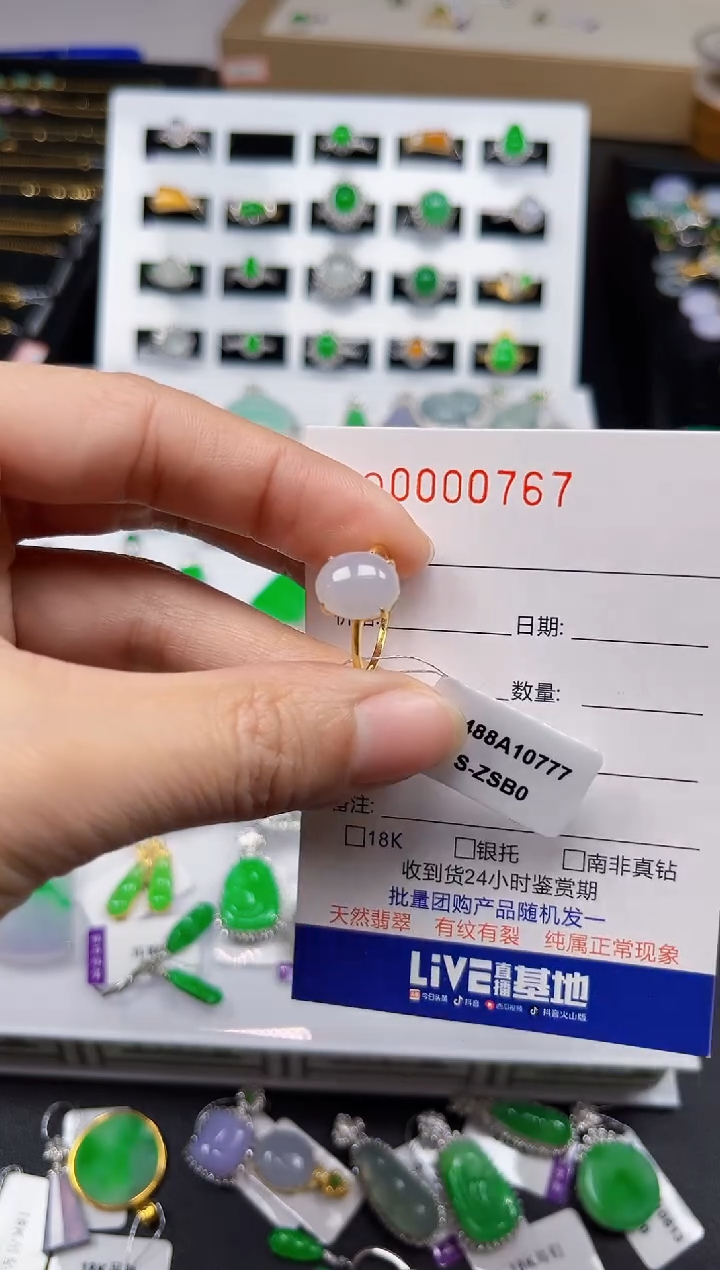 0000767
日期:
数量:
488A10777
S-ZSB0
注:
□18K □银托 □南非真钻
收到货24小时鉴赏期
批量团购产品随机发一
天然翡翠 有纹有裂 纯属正常现象
LiVE直播基地
今日头条 抖音 西瓜视频 抖音火山版